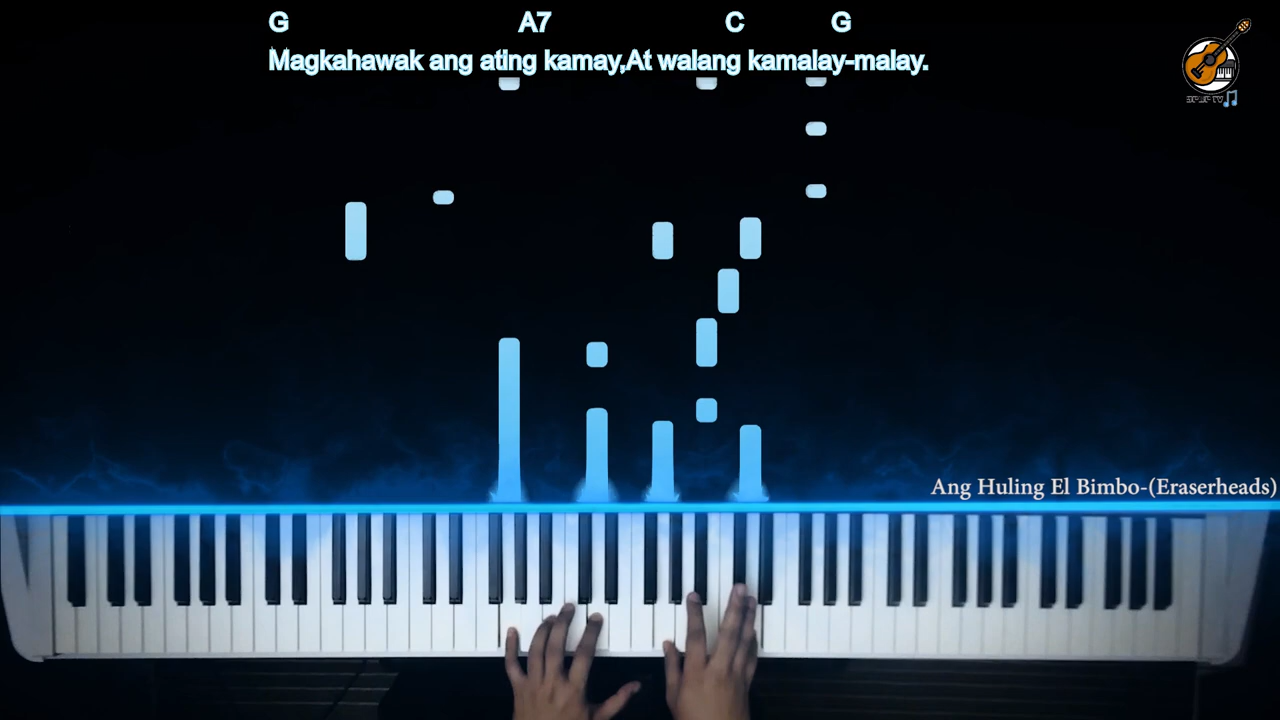 G A7 C G
Magkahawak ang ating kamay,At walang kamalay-malay.
Ang Huling El Bimbo-(Eraserheads)